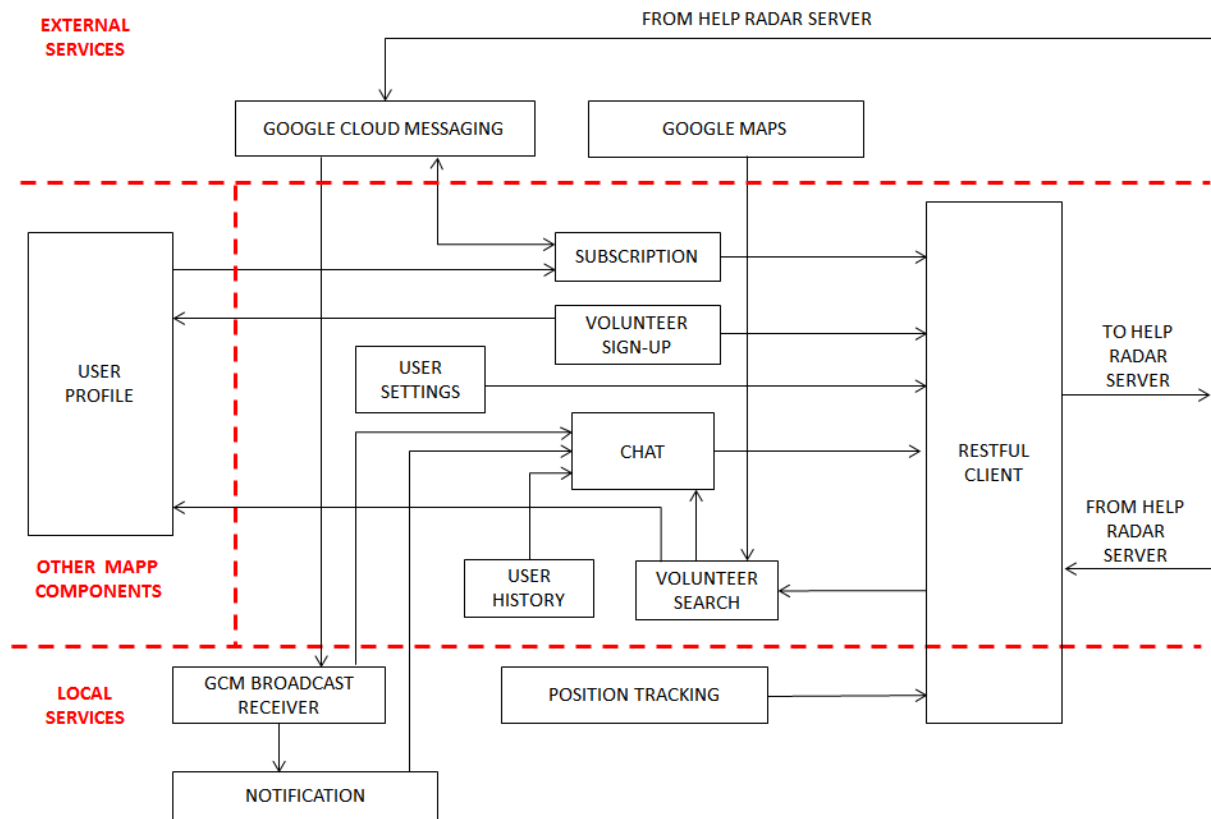 EXTERNAL
SERVICES
FROM HELP RADAR SERVER
GOOGLE CLOUD MESSAGING
GOOGLE MAPS
USER
PROFILE
SUBSCRIPTION
VOLUNTEER
SIGN-UP
USER
SETTINGS
CHAT
USER
HISTORY
VOLUNTEER
SEARCH
RESTFUL
CLIENT
TO HELP
RADAR
SERVER
FROM HELP
RADAR
SERVER
OTHER MAPP
COMPONENTS
LOCAL
SERVICES
GCM BROADCAST
RECEIVER
POSITION TRACKING
NOTIFICATION